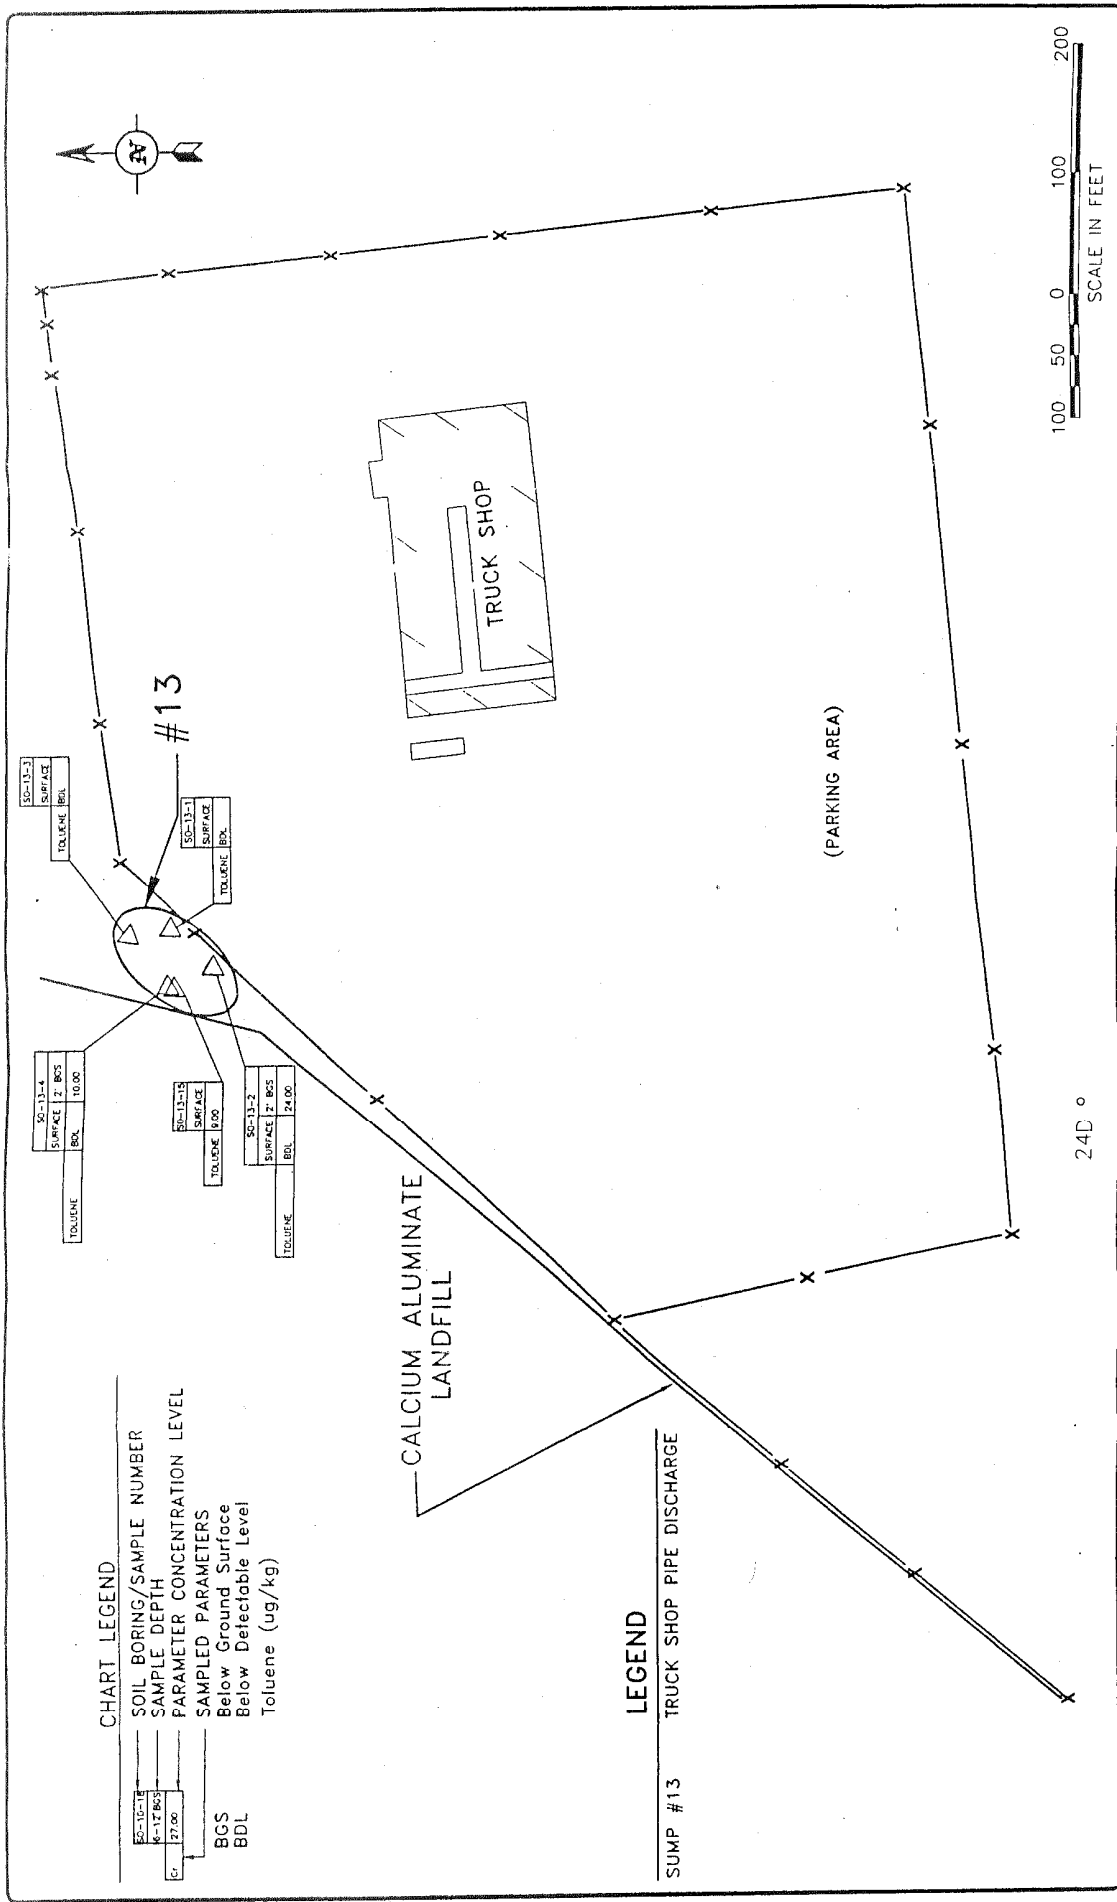 CHART LEGEND
SO-10-1E
SOIL BORING/SAMPLE NUMBER
6-12" BGS
SAMPLE DEPTH
Cr 27.00
PARAMETER CONCENTRATION LEVEL
SAMPLED PARAMETERS
BGS Below Ground Surface
BDL Below Detectable Level
Toluene (ug/kg)
SO-13-4
SURFACE 2' BGS
TOLUENE BDL 10.00
SO-13-15
SURFACE
TOLUENE 9.00
SO-13-2
SURFACE 2' BGS
TOLUENE BDL 24.00
SO-13-3
SURFACE
TOLUENE BDL
SO-13-1
SURFACE
TOLUENE BDL
#13
N
CALCIUM ALUMINATE
LANDFILL
TRUCK SHOP
(PARKING AREA)
LEGEND
SUMP #13 TRUCK SHOP PIPE DISCHARGE
24D
100 50 0 100 200
SCALE IN FEET